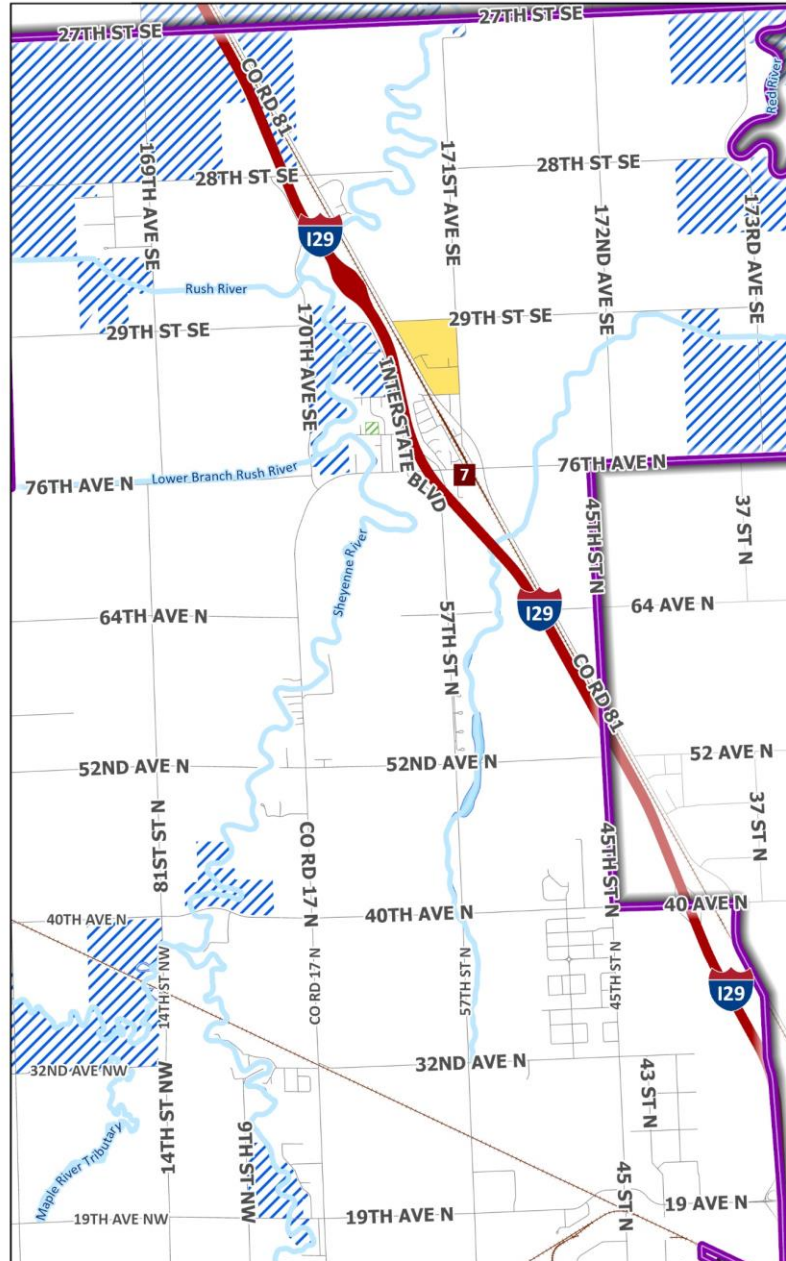 27TH ST SE
27TH ST SE
CO RD 81
Red River
169TH AVE SE
28TH ST SE
171ST AVE SE
28TH ST SE
172ND AVE SE
173RD AVE SE
I29
Rush River
170TH AVE SE
29TH ST SE
29TH ST SE
INTERSTATE BLVD
Lower Branch Rush River
76TH AVE N
7
76TH AVE N
45TH ST N
37 ST N
Sheyenne River
64TH AVE N
57TH ST N
I29
64 AVE N
CO RD 81
52ND AVE N
52ND AVE N
52 AVE N
81ST ST N
CO RD 17 N
45TH ST N
37 ST N
40TH AVE N
40TH AVE N
40 AVE N
14TH ST NW
CO RD 17 N
57TH ST N
45TH ST N
I29
32ND AVE NW
32ND AVE N
14TH ST NW
43 ST N
Maple River Tributary
9TH ST NW
45 ST N
19TH AVE NW
19TH AVE N
19 AVE N